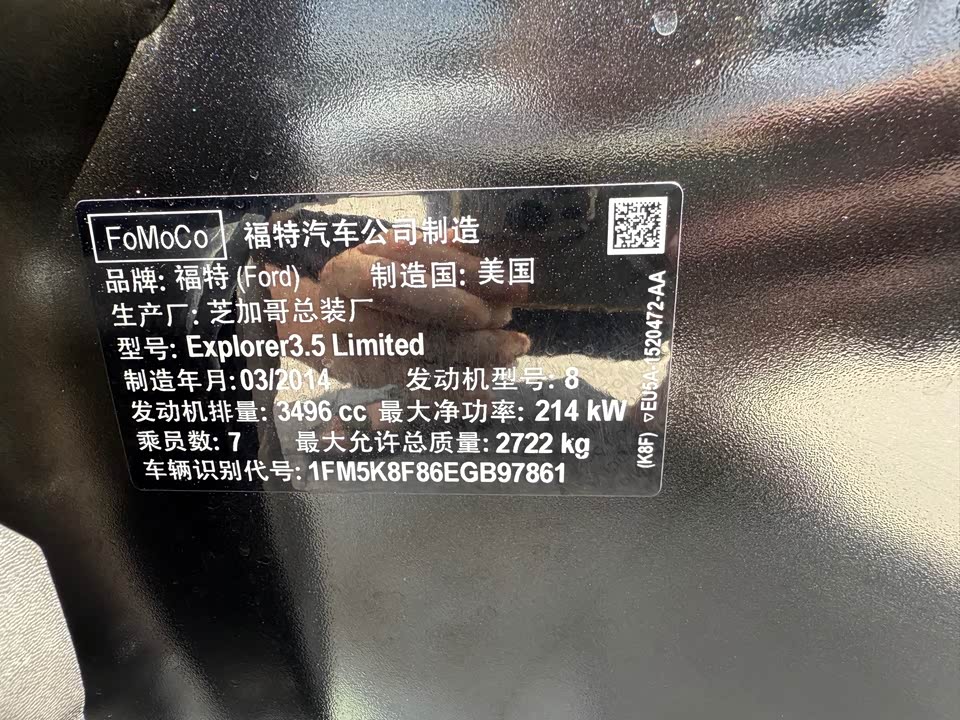 FoMoCo 福特汽车公司制造
品牌: 福特 (Ford) 制造国: 美国
生产厂: 芝加哥总装厂
型号: Explorer3.5 Limited
制造年月: 03/2014 发动机型号: 8
发动机排量: 3496 cc 最大净功率: 214 kW
乘员数: 7 最大允许总质量: 2722 kg
车辆识别代号: 1FM5K8F86EGB97861
(K8F) ▽EU5A-1520472-AA